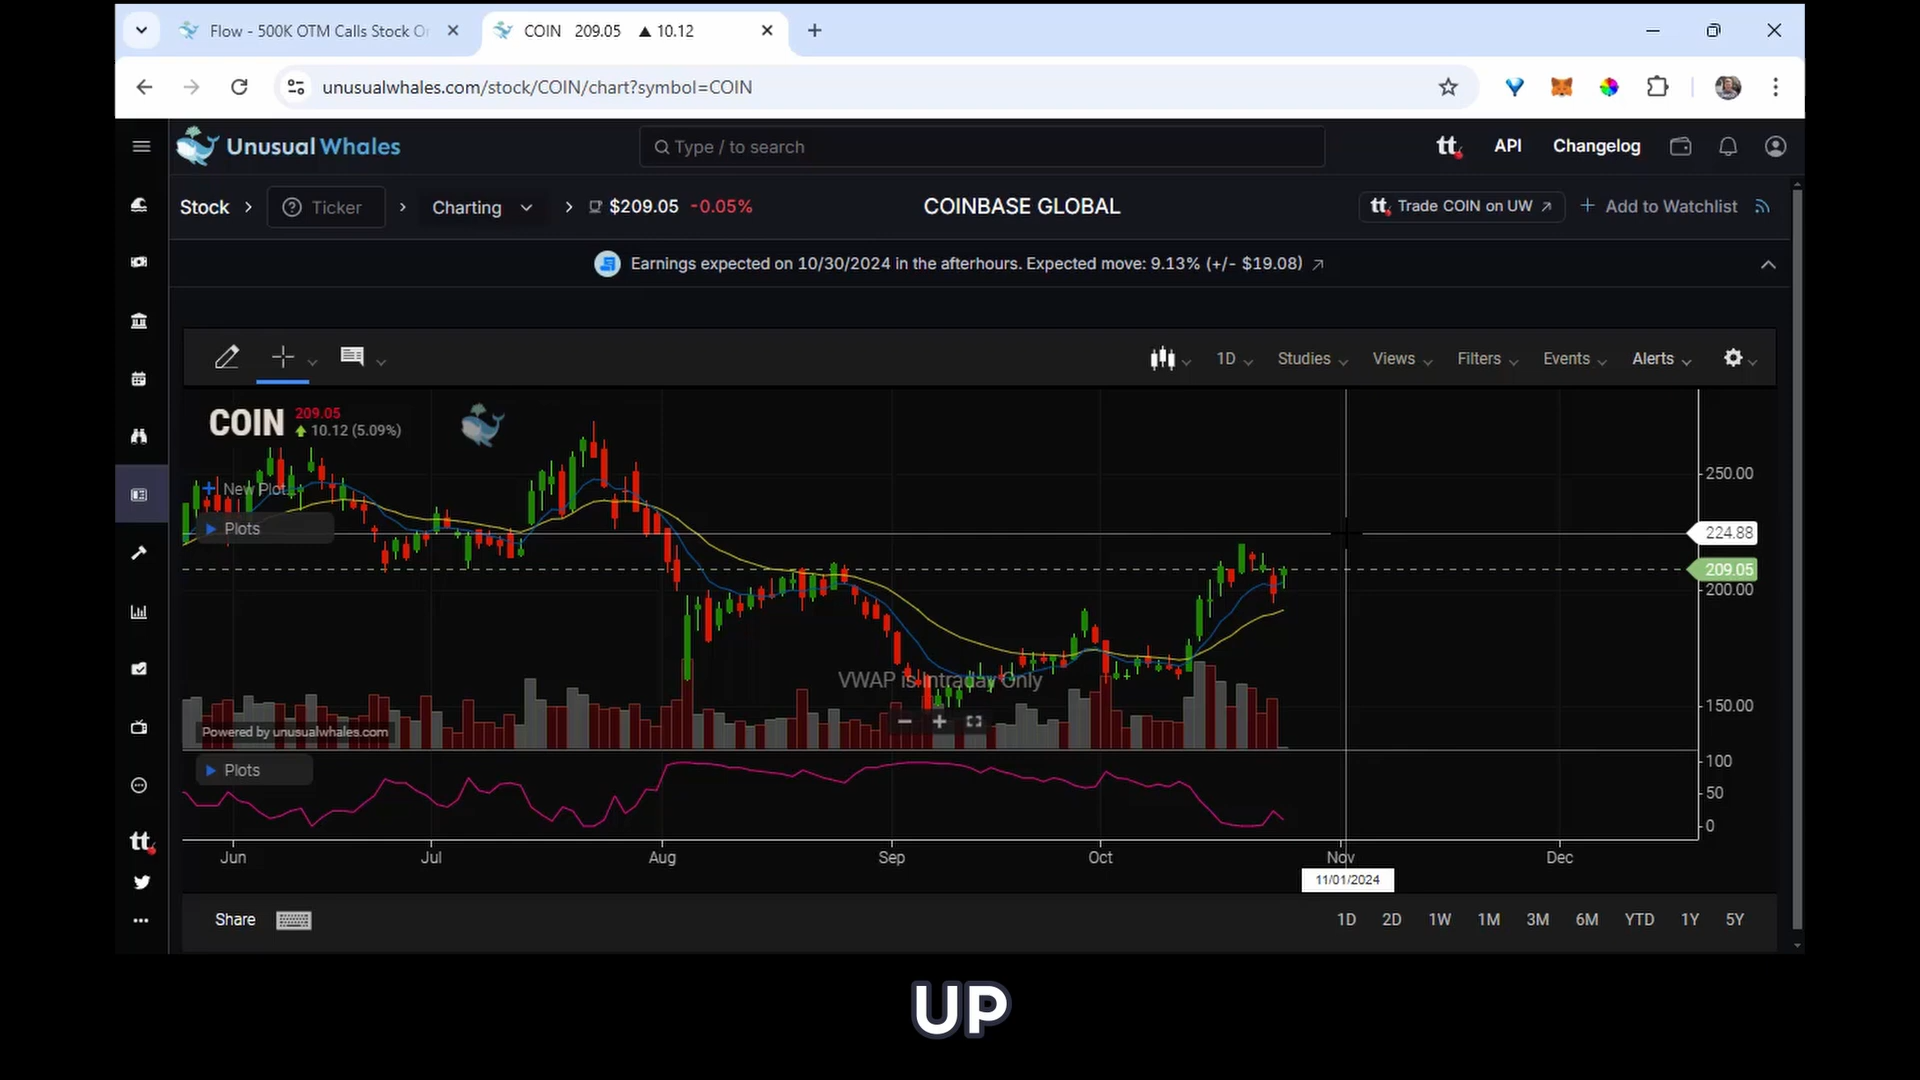 Flow - 500K OTM Calls Stock O
COIN 209.05 ▲ 10.12
unusualwhales.com/stock/COIN/chart?symbol=COIN
Unusual Whales
Type / to search
tt API Changelog
Stock > Ticker > Charting > $209.05 -0.05%
COINBASE GLOBAL
tt Trade COIN on UW ↗ + Add to Watchlist
Earnings expected on 10/30/2024 in the afterhours. Expected move: 9.13% (+/- $19.08) ↗
1D Studies Views Filters Events Alerts
COIN 209.05
10.12 (5.09%)
+ New Plot
Plots
250.00
224.88
209.05
200.00
VWAP is Intraday Only
150.00
Powered by unusualwhales.com
Plots
100
50
0
tt
Jun Jul Aug Sep Oct Nov Dec
11/01/2024
Share
1D 2D 1W 1M 3M 6M YTD 1Y 5Y
UP